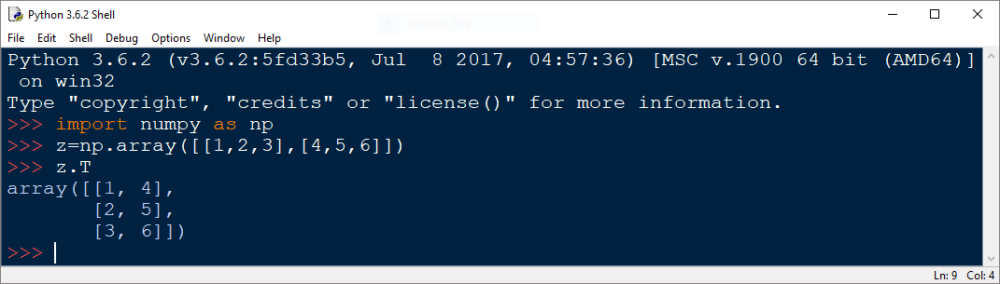 Python 3.6.2 Shell
Window Snip
File Edit Shell Debug Options Window Help
Python 3.6.2 (v3.6.2:5fd33b5, Jul  8 2017, 04:57:36) [MSC v.1900 64 bit (AMD64)]
 on win32
Type "copyright", "credits" or "license()" for more information.
>>> import numpy as np
>>> z=np.array([[1,2,3],[4,5,6]])
>>> z.T
array([[1, 4],
       [2, 5],
       [3, 6]])
>>>
Ln: 9 Col: 4